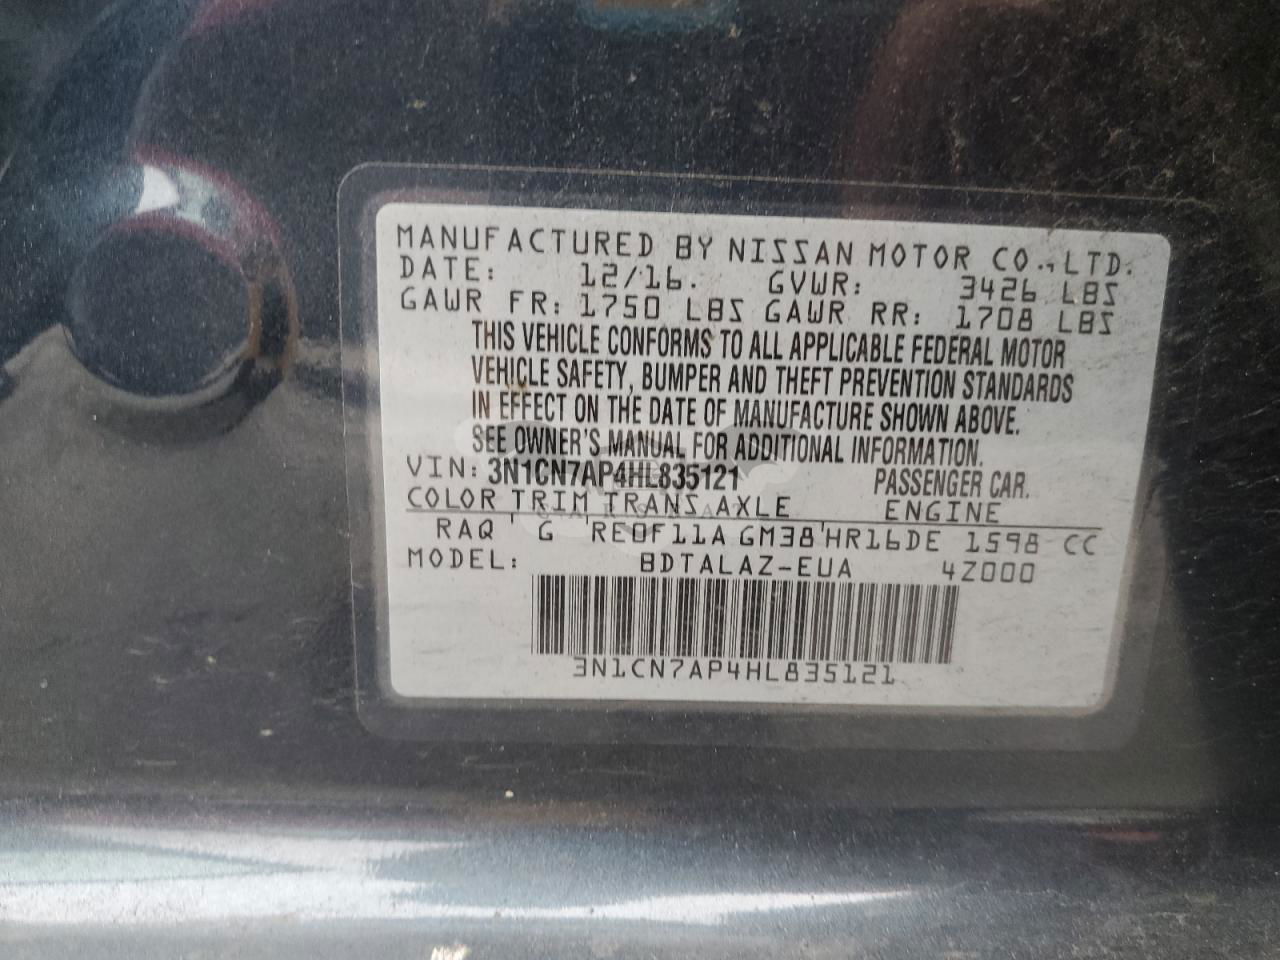 MANUFACTURED BY NISSAN MOTOR CO., LTD.
DATE: 12/16. GVWR: 3426 LBS
GAWR FR: 1750 LBS GAWR RR: 1708 LBS
THIS VEHICLE CONFORMS TO ALL APPLICABLE FEDERAL MOTOR
VEHICLE SAFETY, BUMPER AND THEFT PREVENTION STANDARDS
IN EFFECT ON THE DATE OF MANUFACTURE SHOWN ABOVE.
SEE OWNER'S MANUAL FOR ADDITIONAL INFORMATION.
VIN: 3N1CN7AP4HL835121 PASSENGER CAR.
COLOR TRIM TRANS AXLE ENGINE
RAQ ' G 'RE0F11A GM38'HR16DE 1598 CC
MODEL: BDTALAZ-EUA 4Z000
3N1CN7AP4HL835121